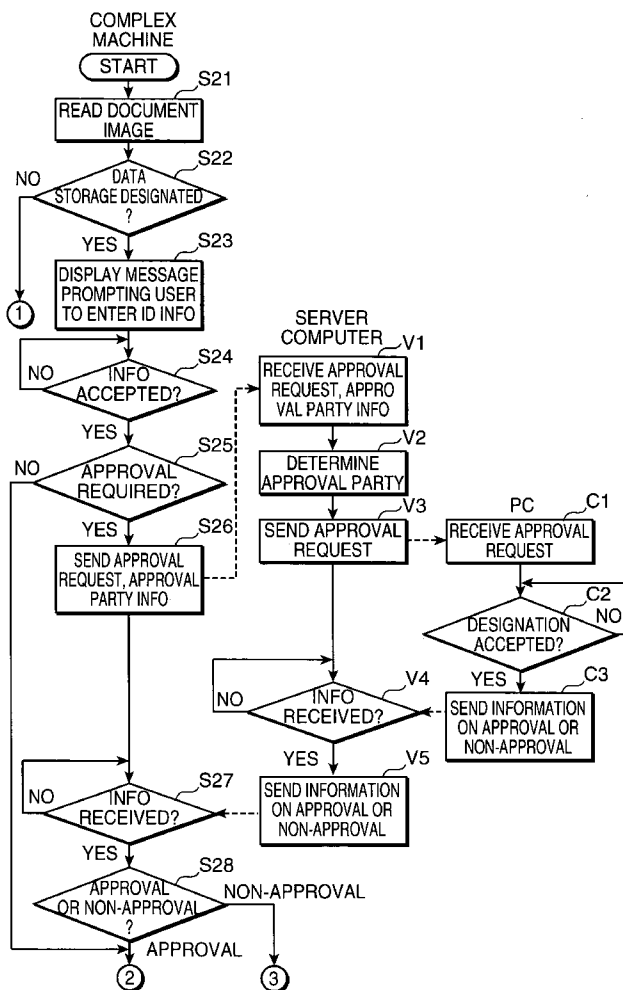 COMPLEX
MACHINE
START
S21
READ DOCUMENT
IMAGE
S22
DATA
STORAGE DESIGNATED
?
NO
YES
S23
DISPLAY MESSAGE
PROMPTING USER
TO ENTER ID INFO
1
S24
INFO
ACCEPTED?
NO
YES
S25
APPROVAL
REQUIRED?
NO
YES
S26
SEND APPROVAL
REQUEST, APPROVAL
PARTY INFO
SERVER
COMPUTER
V1
RECEIVE APPROVAL
REQUEST, APPRO
VAL PARTY INFO
V2
DETERMINE
APPROVAL PARTY
V3
SEND APPROVAL
REQUEST
PC
C1
RECEIVE APPROVAL
REQUEST
C2
DESIGNATION
ACCEPTED?
NO
YES
C3
SEND INFORMATION
ON APPROVAL OR
NON-APPROVAL
V4
INFO
RECEIVED?
NO
YES
V5
SEND INFORMATION
ON APPROVAL OR
NON-APPROVAL
S27
INFO
RECEIVED?
NO
YES
S28
APPROVAL
OR NON-APPROVAL
?
NON-APPROVAL
APPROVAL
2
3